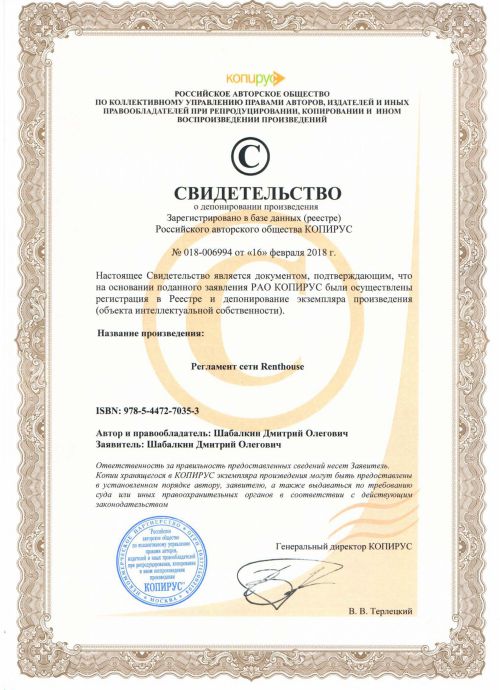 копирус
РОССИЙСКОЕ АВТОРСКОЕ ОБЩЕСТВО
ПО КОЛЛЕКТИВНОМУ УПРАВЛЕНИЮ ПРАВАМИ АВТОРОВ, ИЗДАТЕЛЕЙ И ИНЫХ
ПРАВООБЛАДАТЕЛЕЙ ПРИ РЕПРОДУЦИРОВАНИИ, КОПИРОВАНИИ И ИНОМ
ВОСПРОИЗВЕДЕНИИ ПРОИЗВЕДЕНИЙ
©
СВИДЕТЕЛЬСТВО
о депонировании произведения
Зарегистрировано в базе данных (реестре)
Российского авторского общества КОПИРУС
№ 018-006994 от «16» февраля 2018 г.
Настоящее Свидетельство является документом, подтверждающим, что
на основании поданного заявления РАО КОПИРУС были осуществлены
регистрация в Реестре и депонирование экземпляра произведения
(объекта интеллектуальной собственности).
Название произведения:
Регламент сети Renthouse
ISBN: 978-5-4472-7035-3
Автор и правообладатель: Шабалкин Дмитрий Олегович
Заявитель: Шабалкин Дмитрий Олегович
Ответственность за правильность предоставленных сведений несет Заявитель.
Копии хранящегося в КОПИРУС экземпляра произведения могут быть предоставлены
в установленном порядке автору, заявителю, а также выдаваться по требованию
суда или иных правоохранительных органов в соответствии с действующим
законодательством
НЕКОММЕРЧЕСКОЕ ПАРТНЕРСТВО
МОСКВА
Российское
авторское общество
по коллективному управлению
правами авторов,
издателей и иных правообладателей
при репродуцировании, копировании
и ином воспроизведении
произведений
КОПИРУС
Генеральный директор КОПИРУС
В. В. Терлецкий